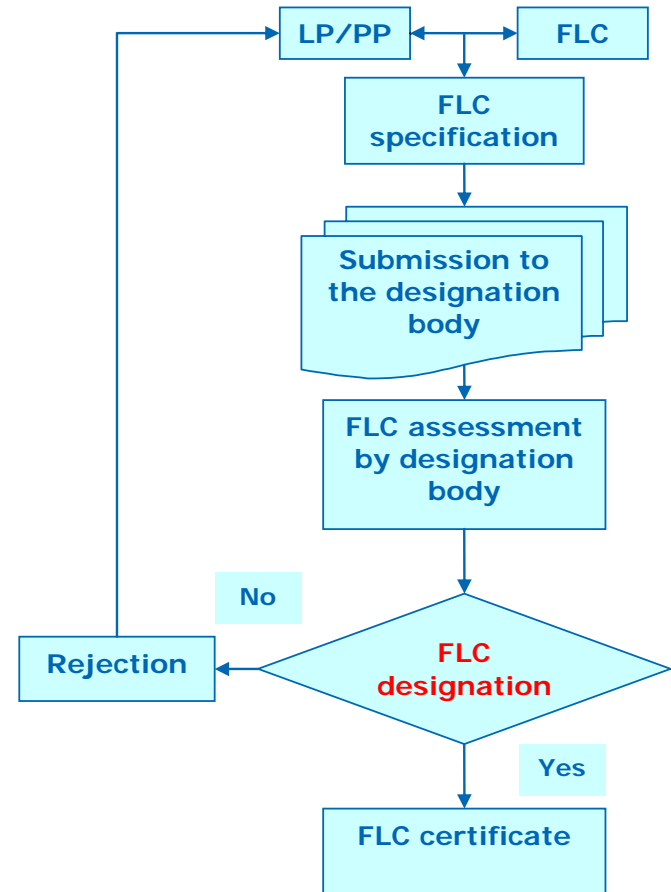 LP/PP
FLC
FLC
specification
Submission to
the designation
body
FLC assessment
by designation
body
No
Rejection
FLC
designation
Yes
FLC certificate